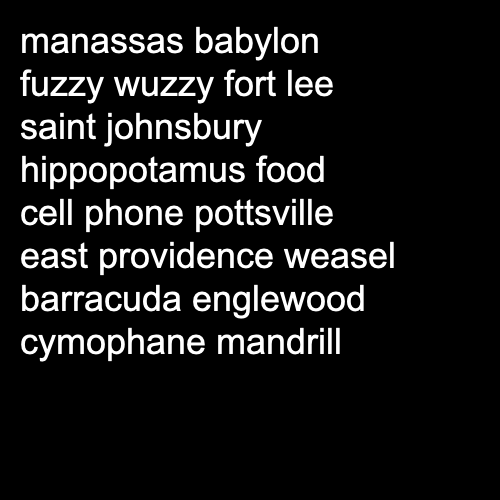 manassas babylon
fuzzy wuzzy fort lee
saint johnsbury
hippopotamus food
cell phone pottsville
east providence weasel
barracuda englewood
cymophane mandrill